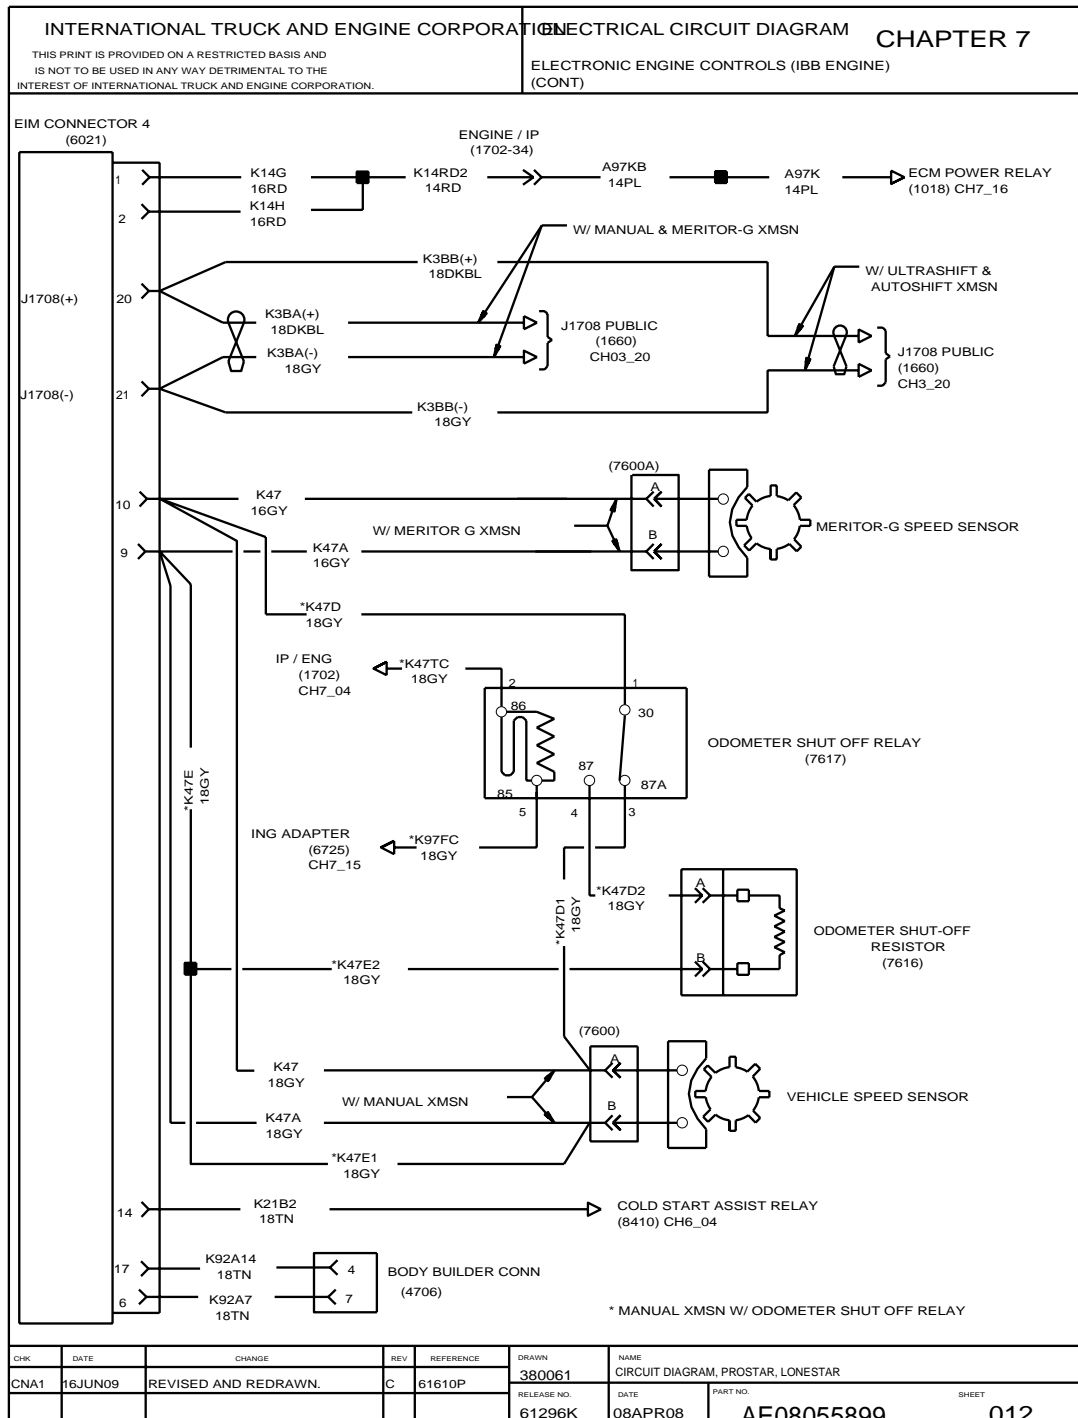 INTERNATIONAL TRUCK AND ENGINE CORPORATION
THIS PRINT IS PROVIDED ON A RESTRICTED BASIS AND
IS NOT TO BE USED IN ANY WAY DETRIMENTAL TO THE
INTEREST OF INTERNATIONAL TRUCK AND ENGINE CORPORATION.
ELECTRICAL CIRCUIT DIAGRAM
CHAPTER 7
ELECTRONIC ENGINE CONTROLS (IBB ENGINE)
(CONT)
EIM CONNECTOR 4
(6021)
ENGINE / IP
(1702-34)
1
K14G
16RD
K14RD2
14RD
A97KB
14PL
A97K
14PL
ECM POWER RELAY
(1018) CH7_16
2
K14H
16RD
W/ MANUAL & MERITOR-G XMSN
K3BB(+)
18DKBL
W/ ULTRASHIFT &
AUTOSHIFT XMSN
J1708(+)
20
K3BA(+)
18DKBL
J1708 PUBLIC
(1660)
CH03_20
K3BA(-)
18GY
J1708 PUBLIC
(1660)
CH3_20
J1708(-)
21
K3BB(-)
18GY
(7600A)
10
K47
16GY
A
W/ MERITOR G XMSN
MERITOR-G SPEED SENSOR
9
K47A
16GY
B
*K47D
18GY
IP / ENG
(1702)
CH7_04
*K47TC
18GY
2
1
86
30
ODOMETER SHUT OFF RELAY
(7617)
87
85
87A
5
4
3
*K47E
18GY
ING ADAPTER
(6725)
CH7_15
*K97FC
18GY
*K47D2
18GY
A
*K47D1
18GY
ODOMETER SHUT-OFF
RESISTOR
(7616)
*K47E2
18GY
B
(7600)
K47
18GY
A
W/ MANUAL XMSN
VEHICLE SPEED SENSOR
K47A
18GY
B
*K47E1
18GY
14
K21B2
18TN
COLD START ASSIST RELAY
(8410) CH6_04
17
K92A14
18TN
4
BODY BUILDER CONN
(4706)
6
K92A7
18TN
7
* MANUAL XMSN W/ ODOMETER SHUT OFF RELAY
CHK DATE CHANGE REV REFERENCE
CNA1 16JUN09 REVISED AND REDRAWN. C 61610P
DRAWN
380061
NAME
CIRCUIT DIAGRAM, PROSTAR, LONESTAR
RELEASE NO.
61296K
DATE
08APR08
PART NO.
AE08055899
SHEET
012